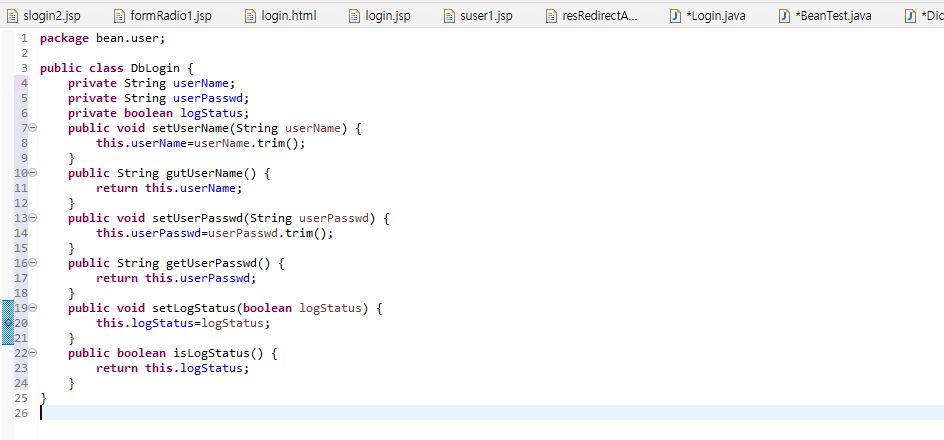 slogin2.jsp formRadio1.jsp login.html login.jsp suser1.jsp resRedirectA... *Login.java *BeanTest.java *Dic
1 package bean.user;
2
3 public class DbLogin {
4 private String userName;
5 private String userPasswd;
6 private boolean logStatus;
7 public void setUserName(String userName) {
8 this.userName=userName.trim();
9 }
10 public String gutUserName() {
11 return this.userName;
12 }
13 public void setUserPasswd(String userPasswd) {
14 this.userPasswd=userPasswd.trim();
15 }
16 public String getUserPasswd() {
17 return this.userPasswd;
18 }
19 public void setLogStatus(boolean logStatus) {
20 this.logStatus=logStatus;
21 }
22 public boolean isLogStatus() {
23 return this.logStatus;
24 }
25 }
26